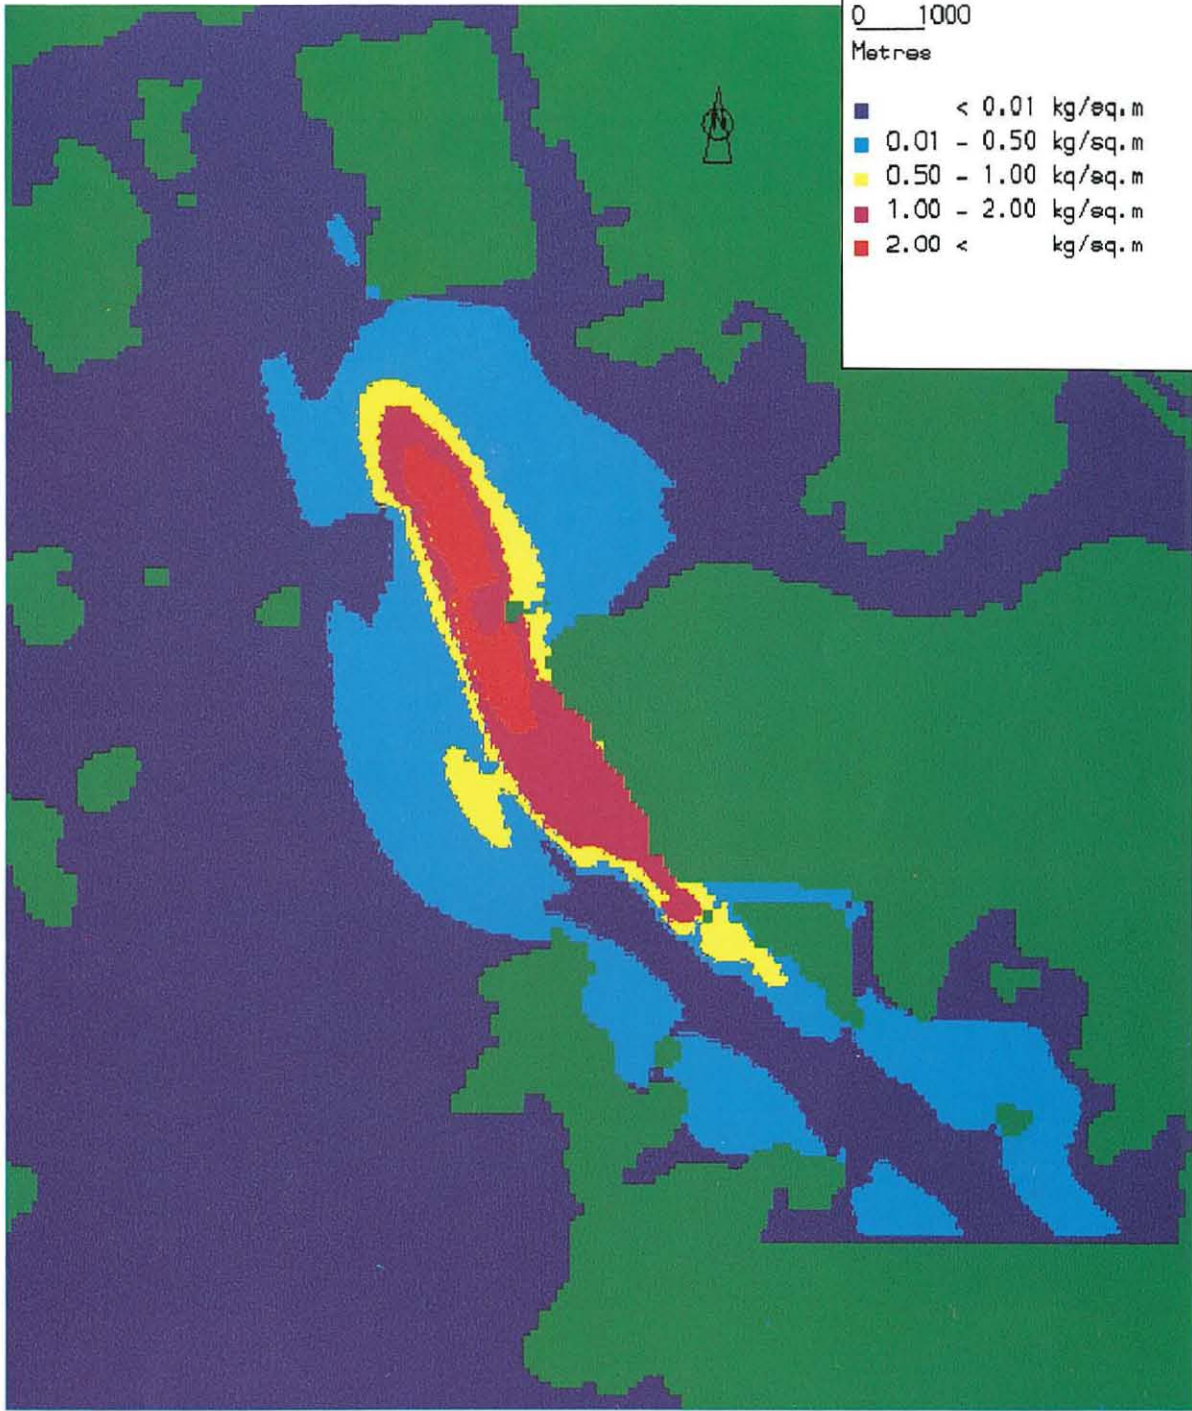 0 1000
Metres
< 0.01 kg/sq.m
0.01 - 0.50 kg/sq.m
0.50 - 1.00 kq/sq.m
1.00 - 2.00 kg/sq.m
2.00 < kg/sq.m
N